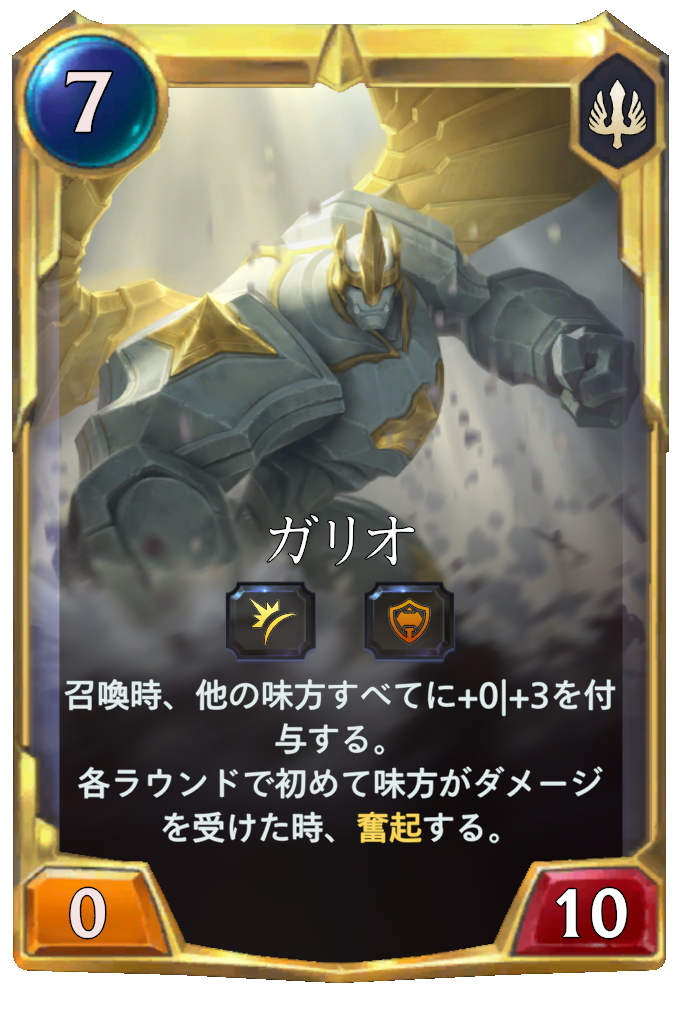 7
ガリオ
召喚時、他の味方すべてに+0|+3を付
与する。
各ラウンドで初めて味方がダメージ
を受けた時、奮起する。
0
10